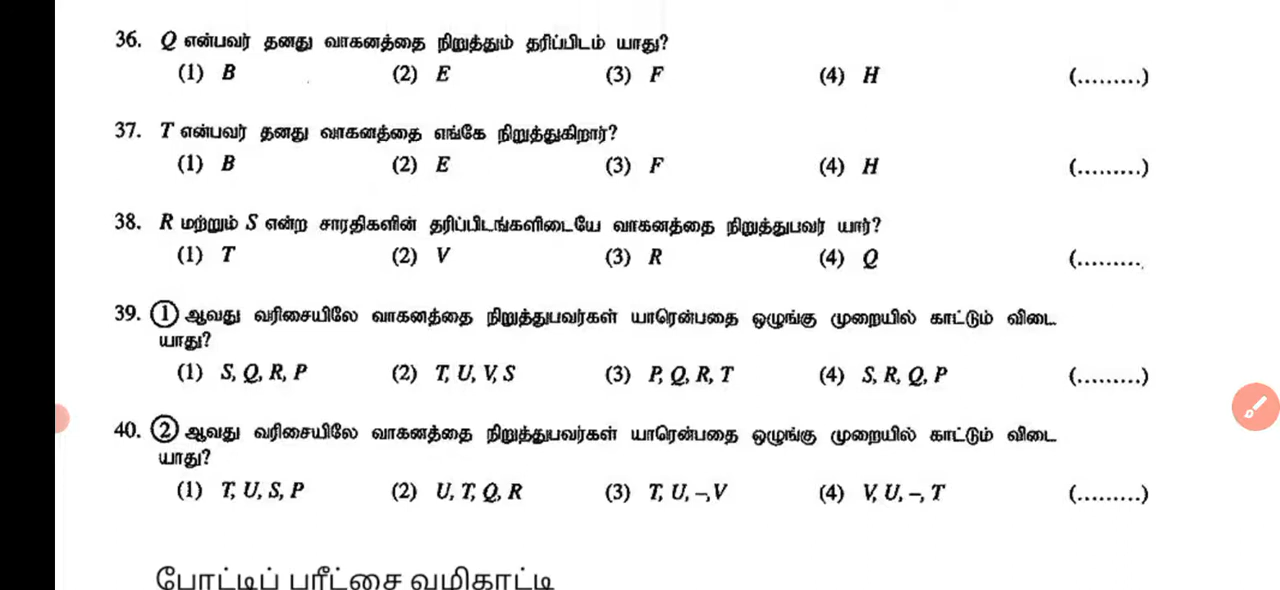 36. Q என்பவர் தனது வாகனத்தை நிறுத்தும் தரிப்பிடம் யாது?
(1) B (2) E (3) F (4) H (.........)
37. T என்பவர் தனது வாகனத்தை எங்கே நிறுத்துகிறார்?
(1) B (2) E (3) F (4) H (.........)
38. R மற்றும் S என்ற சாரதிகளின் தரிப்பிடங்களிடையே வாகனத்தை நிறுத்துபவர் யார்?
(1) T (2) V (3) R (4) Q (.........
39. ① ஆவது வரிசையிலே வாகனத்தை நிறுத்துபவர்கள் யாரென்பதை ஒழுங்கு முறையில் காட்டும் விடை
யாது?
(1) S, Q, R, P (2) T, U, V, S (3) P, Q, R, T (4) S, R, Q, P (.........)
40. ② ஆவது வரிசையிலே வாகனத்தை நிறுத்துபவர்கள் யாரென்பதை ஒழுங்கு முறையில் காட்டும் விடை
யாது?
(1) T, U, S, P (2) U, T, Q, R (3) T, U, –, V (4) V, U, –, T (.........)
போட்டிப் பரீட்சை வழிகாட்டி